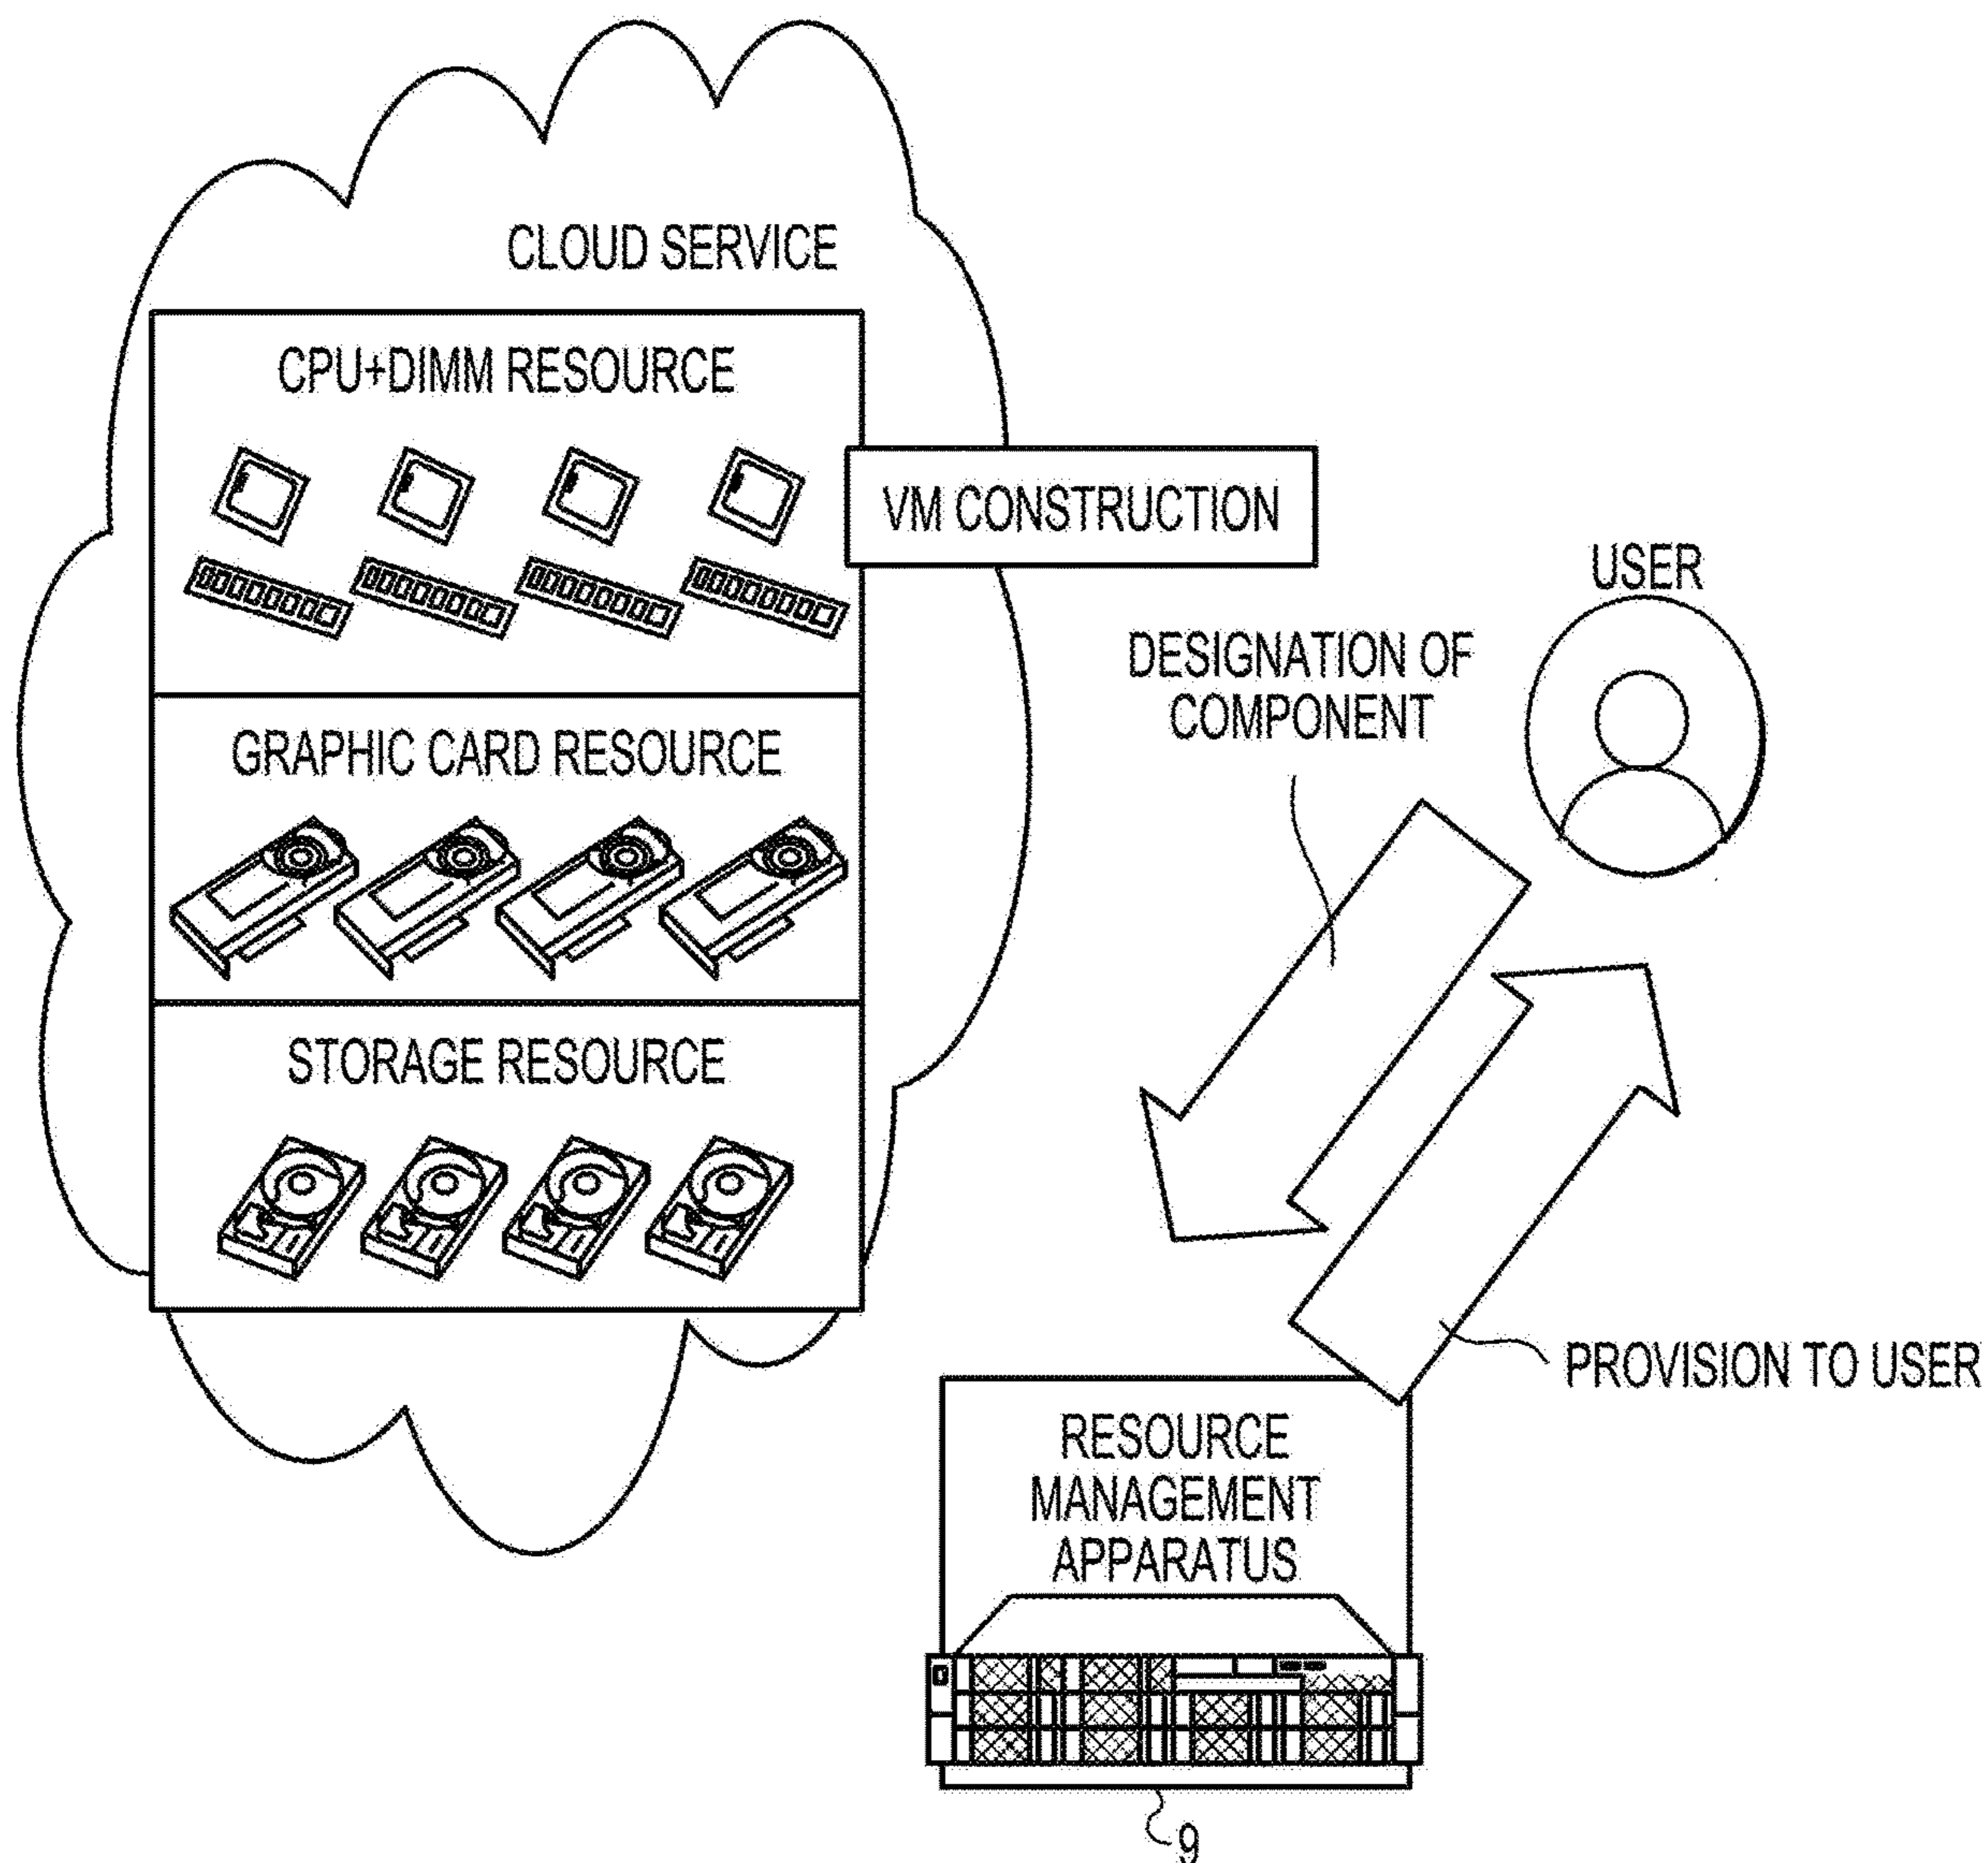 CLOUD SERVICE
CPU+DIMM RESOURCE
VM CONSTRUCTION
USER
DESIGNATION OF
COMPONENT
GRAPHIC CARD RESOURCE
STORAGE RESOURCE
PROVISION TO USER
RESOURCE
MANAGEMENT
APPARATUS
9